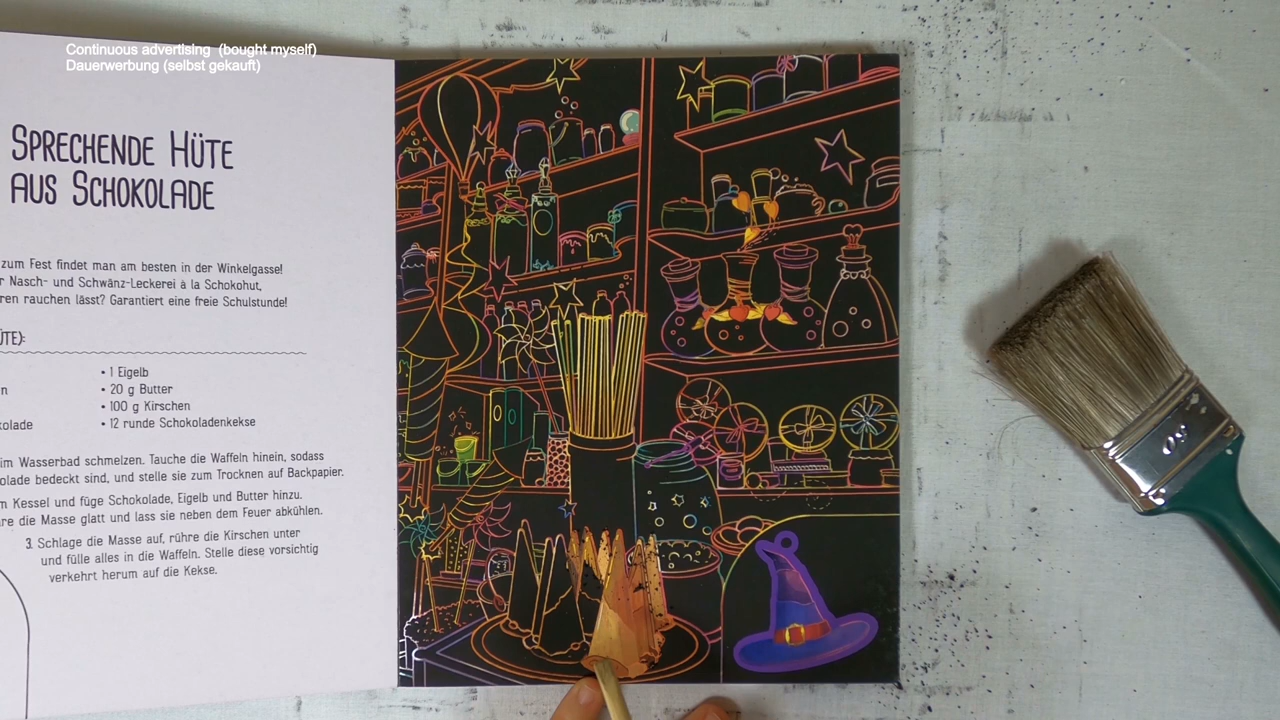 Continuous advertising (bought myself)
Dauerwerbung (selbst gekauft)
SPRECHENDE HÜTE
AUS SCHOKOLADE
zum Fest findet man am besten in der Winkelgasse!
Nasch- und Schwänz-Leckerei à la Schokohut,
rauchen lässt? Garantiert eine freie Schulstunde!
• 1 Eigelb
• 20 g Butter
• 100 g Kirschen
• 12 runde Schokoladenkekse
im Wasserbad schmelzen. Tauche die Waffeln hinein, sodass
bedeckt sind, und stelle sie zum Trocknen auf Backpapier.
Kessel und füge Schokolade, Eigelb und Butter hinzu.
die Masse glatt und lass sie neben dem Feuer abkühlen.
3. Schlage die Masse auf, rühre die Kirschen unter
und fülle alles in die Waffeln. Stelle diese vorsichtig
verkehrt herum auf die Kekse.
60